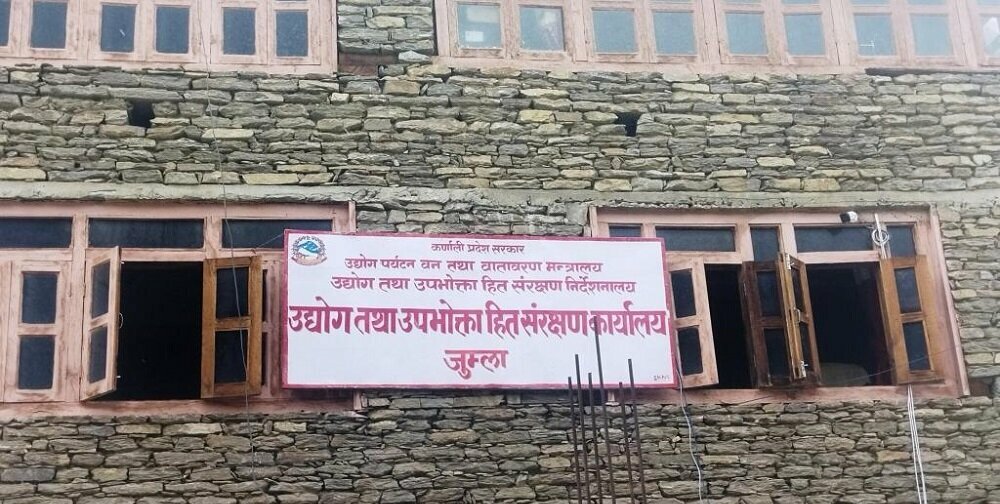 कर्णाली प्रदेश सरकार
उद्योग पर्यटन वन तथा वातावरण मन्त्रालय
उद्योग तथा उपभोक्ता हित संरक्षण निर्देशनालय
उद्योग तथा उपभोक्ता हित संरक्षण कार्यालय
जुम्ला